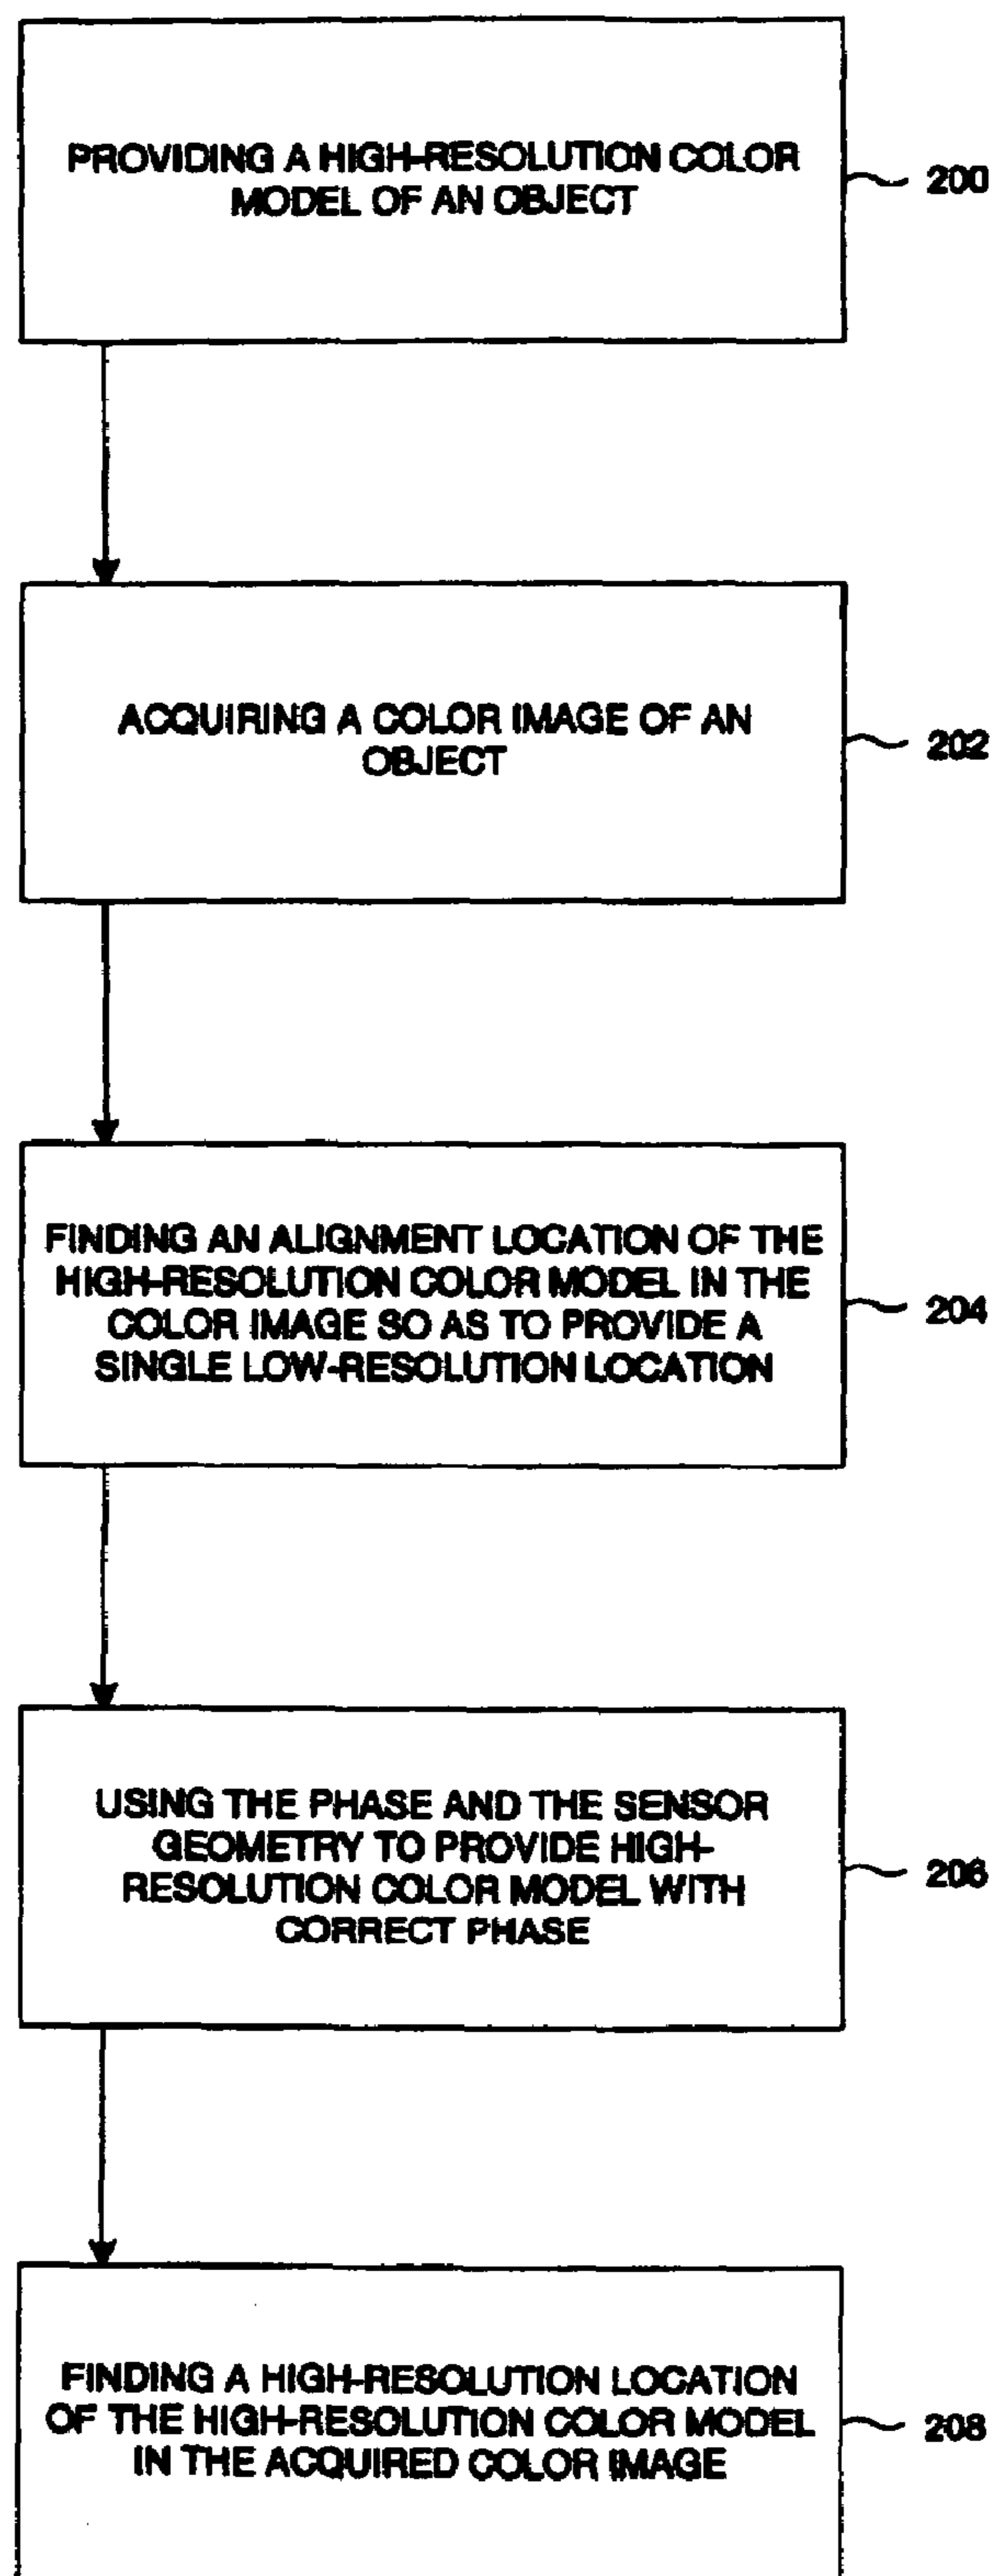 PROVIDING A HIGH-RESOLUTION COLOR
MODEL OF AN OBJECT
200
ACQUIRING A COLOR IMAGE OF AN
OBJECT
202
FINDING AN ALIGNMENT LOCATION OF THE
HIGH-RESOLUTION COLOR MODEL IN THE
COLOR IMAGE SO AS TO PROVIDE A
SINGLE LOW-RESOLUTION LOCATION
204
USING THE PHASE AND THE SENSOR
GEOMETRY TO PROVIDE HIGH-
RESOLUTION COLOR MODEL WITH
CORRECT PHASE
206
FINDING A HIGH-RESOLUTION LOCATION
OF THE HIGH-RESOLUTION COLOR MODEL
IN THE ACQUIRED COLOR IMAGE
208